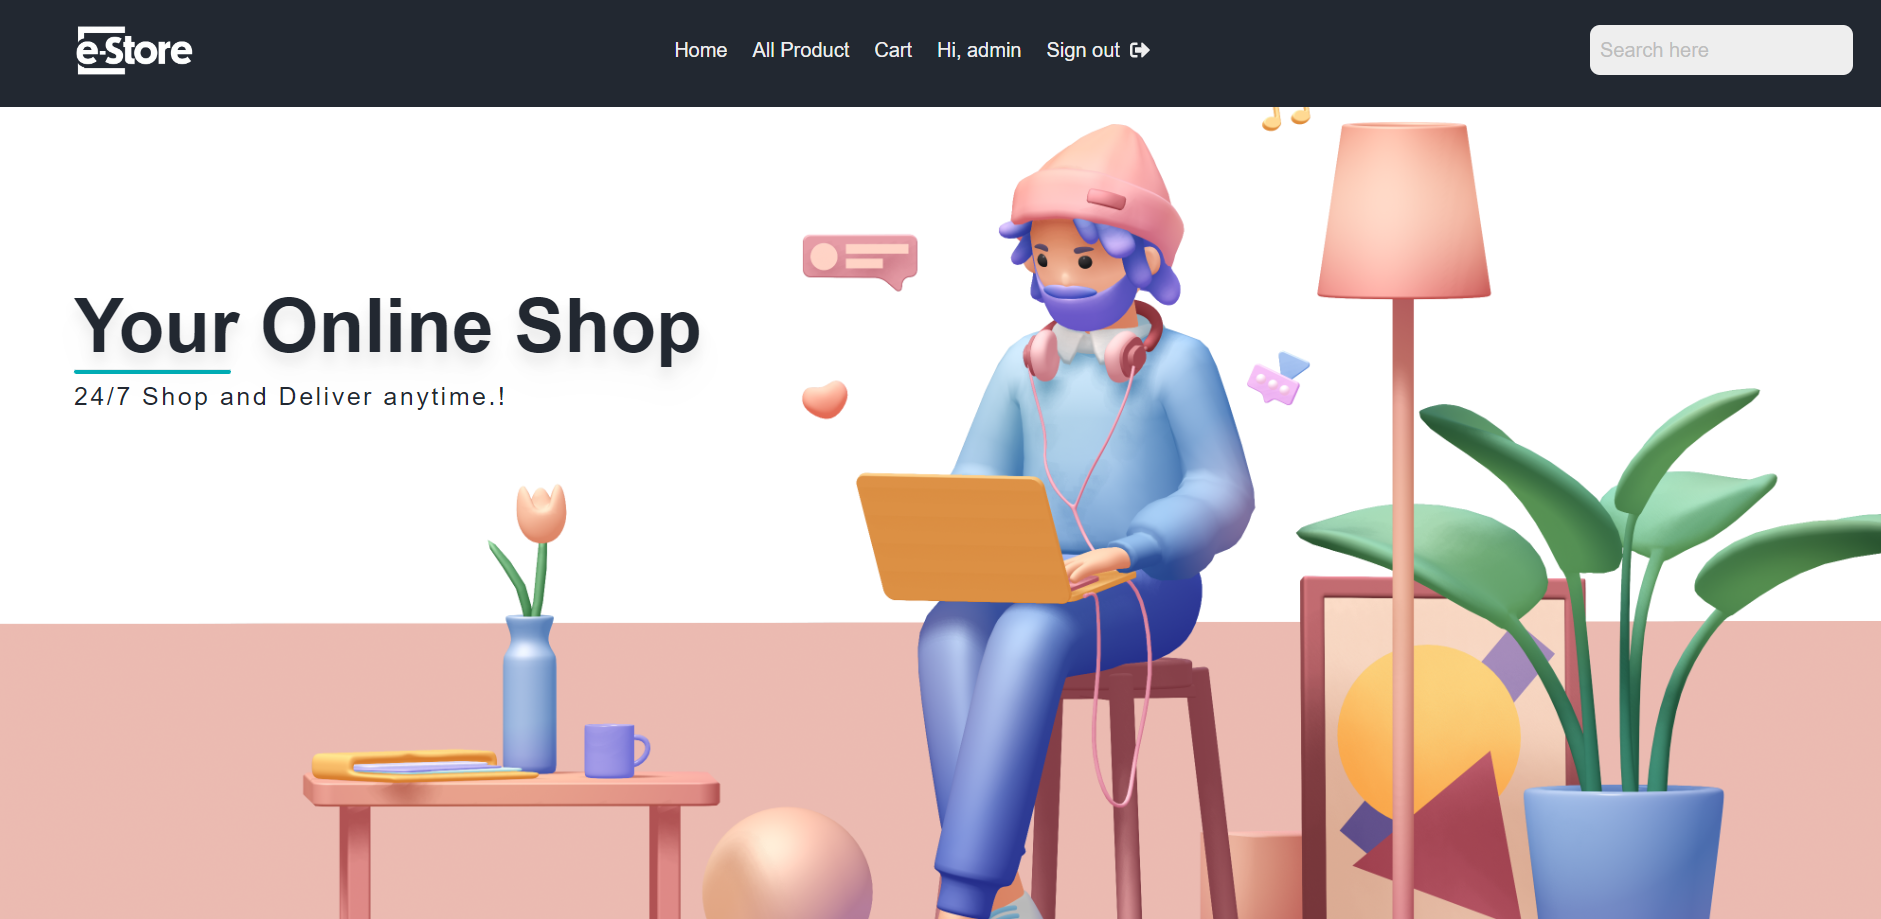 e-Store
Home All Product Cart Hi, admin Sign out
Search here
Your Online Shop
24/7 Shop and Deliver anytime.!